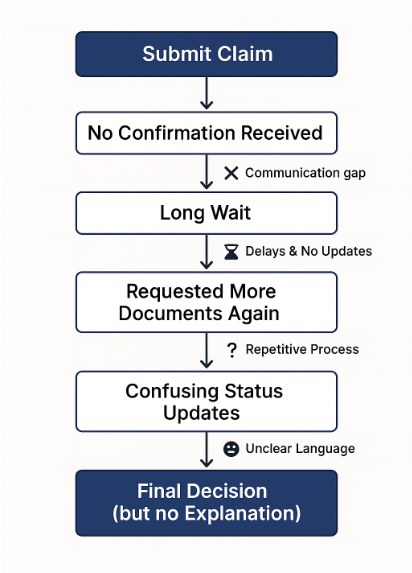 Submit Claim
No Confirmation Received
Communication gap
Long Wait
Delays & No Updates
Requested More
Documents Again
? Repetitive Process
Confusing Status
Updates
Unclear Language
Final Decision
(but no Explanation)